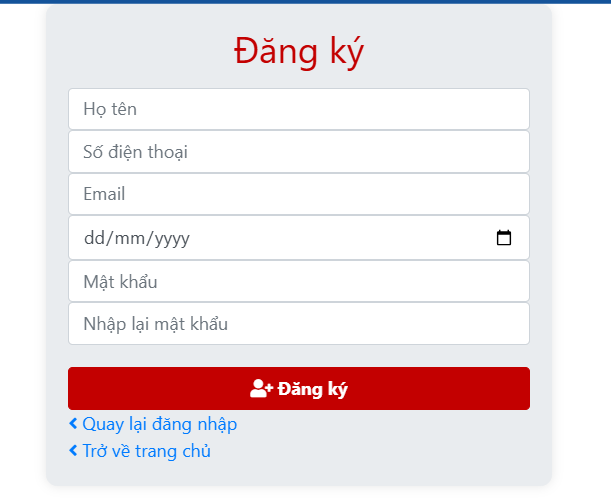 Đăng ký
Họ tên
Số điện thoại
Email
dd/mm/yyyy
Mật khẩu
Nhập lại mật khẩu
Đăng ký
Quay lại đăng nhập
Trở về trang chủ